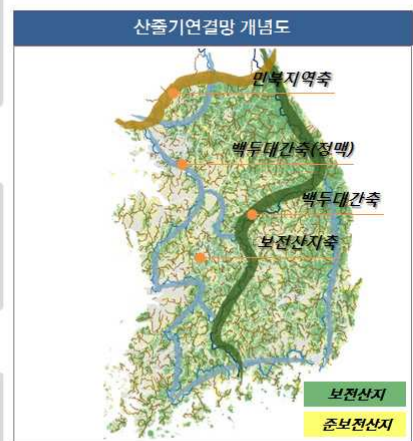 산줄기연결망 개념도
민북지역축
백두대간축(정맥)
백두대간축
보전산지축
보전산지
준보전산지